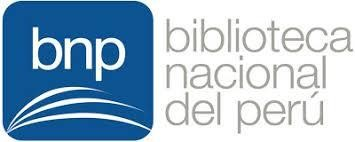 bnp
biblioteca
nacional
del perú